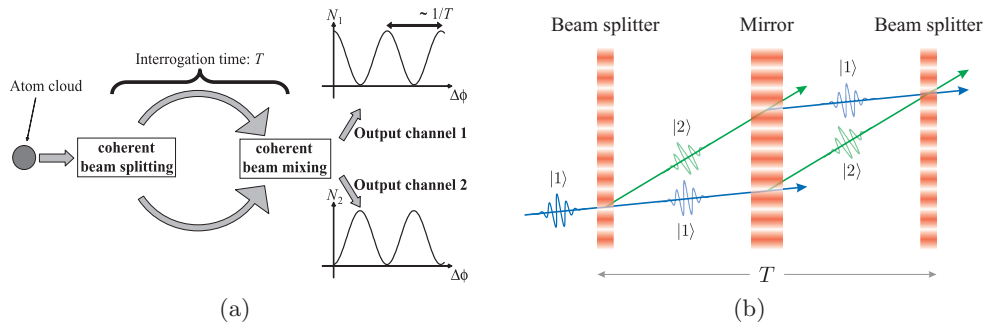 Atom cloud
Interrogation time: T
coherent
beam splitting
coherent
beam mixing
N₁
~ 1/T
Δϕ
Output channel 1
Output channel 2
N₂
Δϕ
(a)
Beam splitter
Mirror
Beam splitter
|1⟩
|2⟩
|1⟩
|1⟩
|2⟩
T
(b)